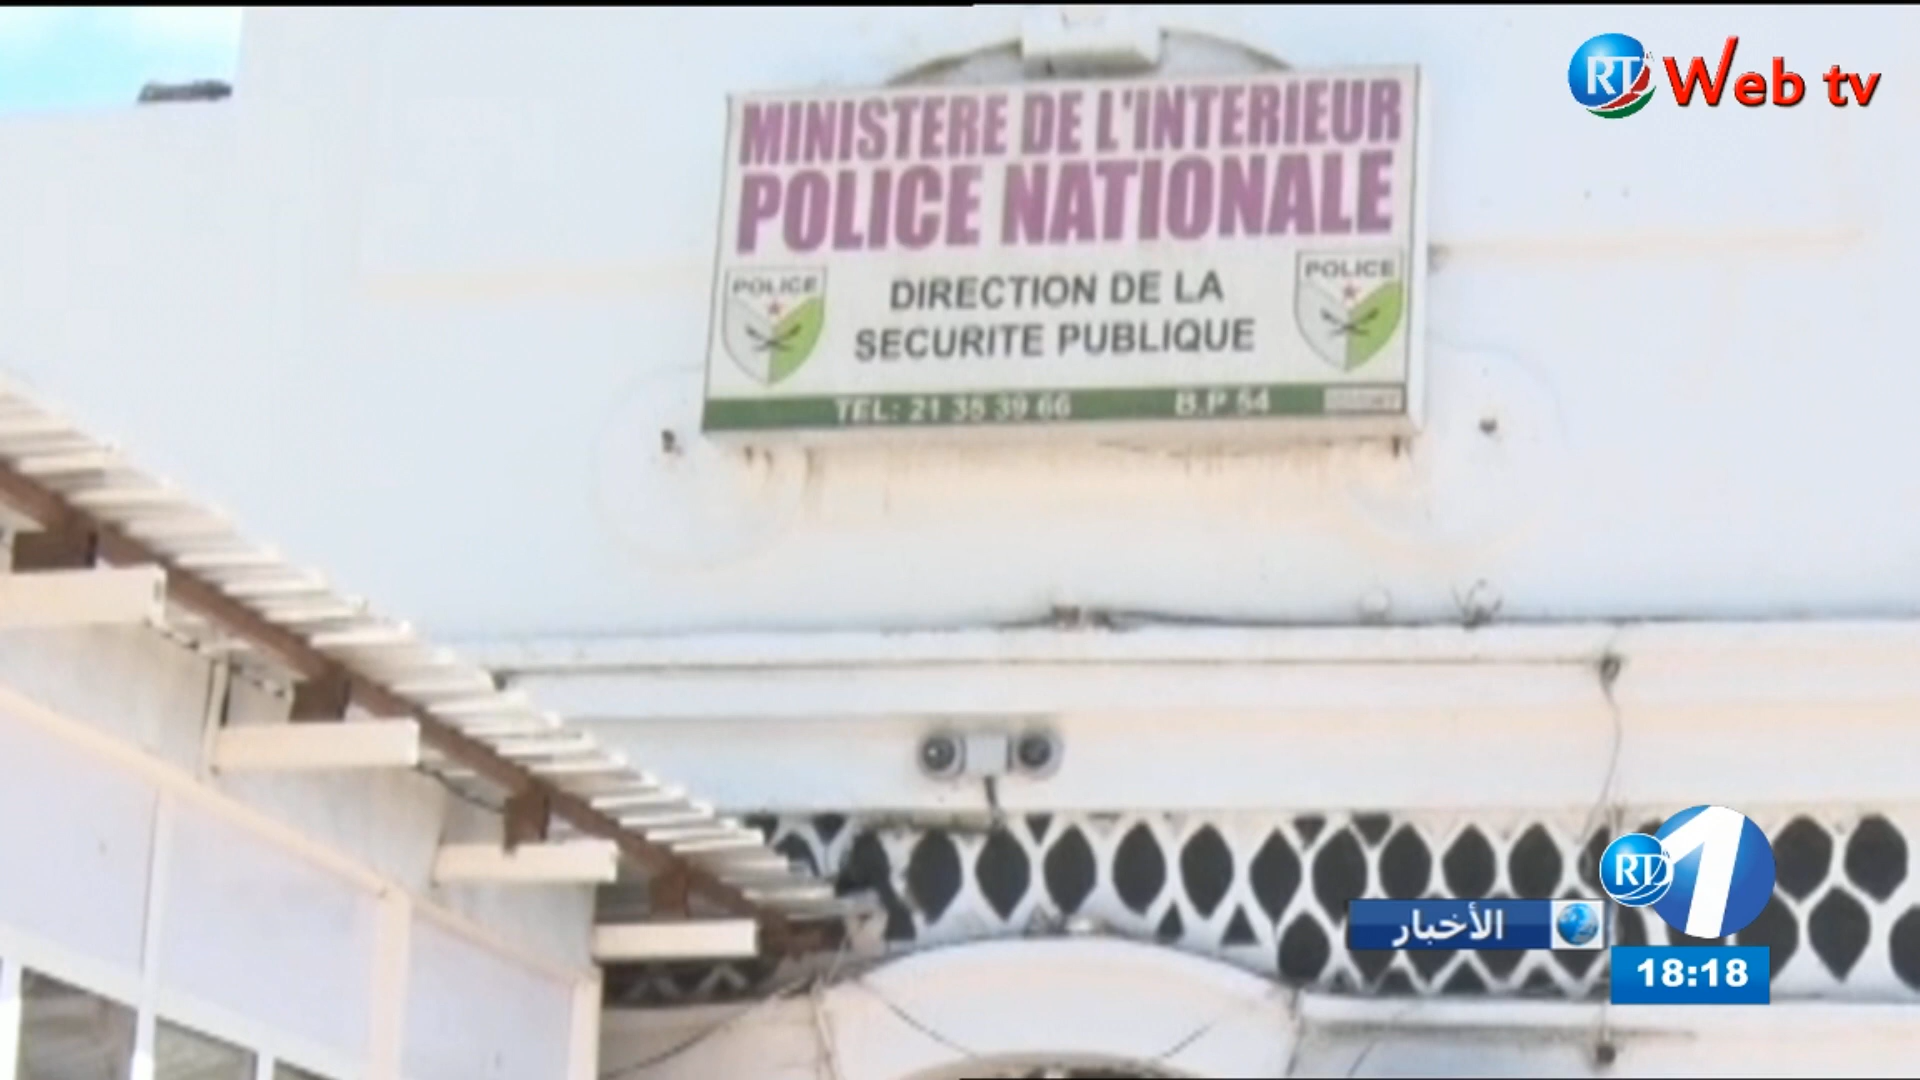 RTD Web tv
MINISTERE DE L'INTERIEUR
POLICE NATIONALE
POLICE
DIRECTION DE LA
SECURITE PUBLIQUE
POLICE
TEL: 21 35 39 66
B.P 54
الأخبار
RTD 1
18:18